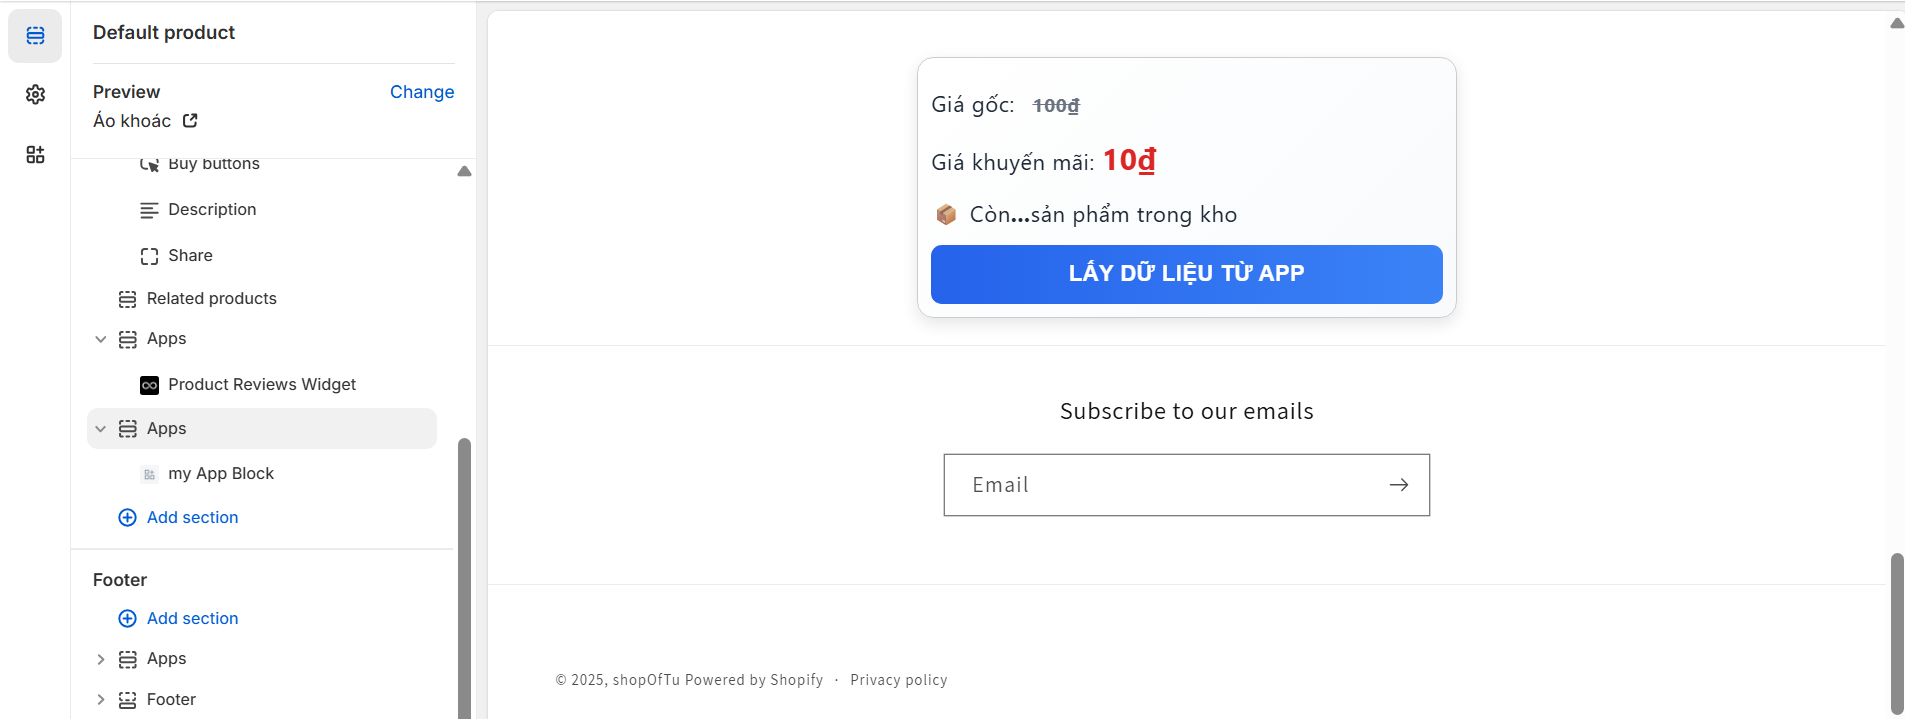 Default product
Preview
Change
Áo khoác
Buy buttons
Description
Share
Related products
Apps
Product Reviews Widget
Apps
my App Block
Add section
Footer
Add section
Apps
Footer
Giá gốc: 100₫
Giá khuyến mãi: 10₫
Còn...sản phẩm trong kho
LẤY DỮ LIỆU TỪ APP
Subscribe to our emails
Email
© 2025, shopOfTu Powered by Shopify · Privacy policy